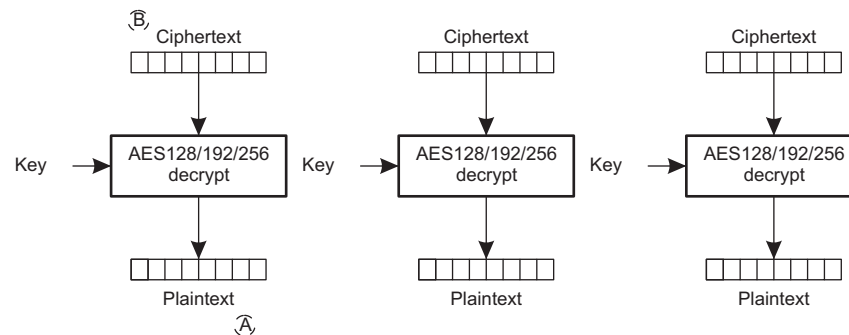 B
Ciphertext
Ciphertext
Ciphertext
Key
AES128/192/256
decrypt
Key
AES128/192/256
decrypt
Key
AES128/192/256
decrypt
Plaintext
Plaintext
Plaintext
A